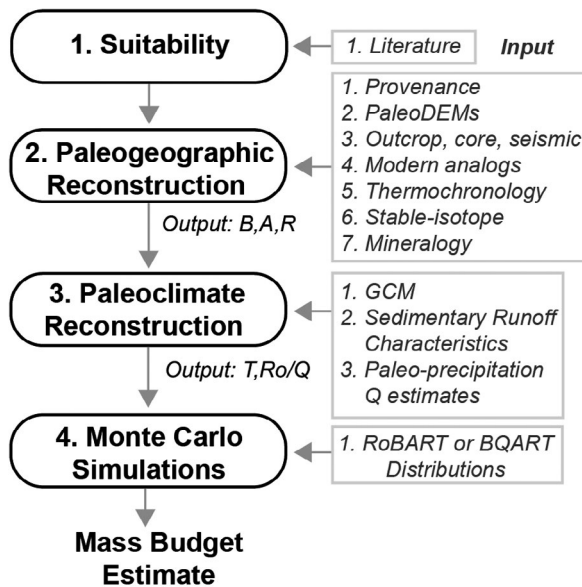 1. Suitability
1. Literature
Input
2. Paleogeographic
Reconstruction
1. Provenance
2. PaleoDEMs
3. Outcrop, core, seismic
4. Modern analogs
5. Thermochronology
6. Stable-isotope
7. Mineralogy
Output: B,A,R
3. Paleoclimate
Reconstruction
1. GCM
2. Sedimentary Runoff
Characteristics
3. Paleo-precipitation
Q estimates
Output: T,Ro/Q
4. Monte Carlo
Simulations
1. RoBART or BQART
Distributions
Mass Budget
Estimate